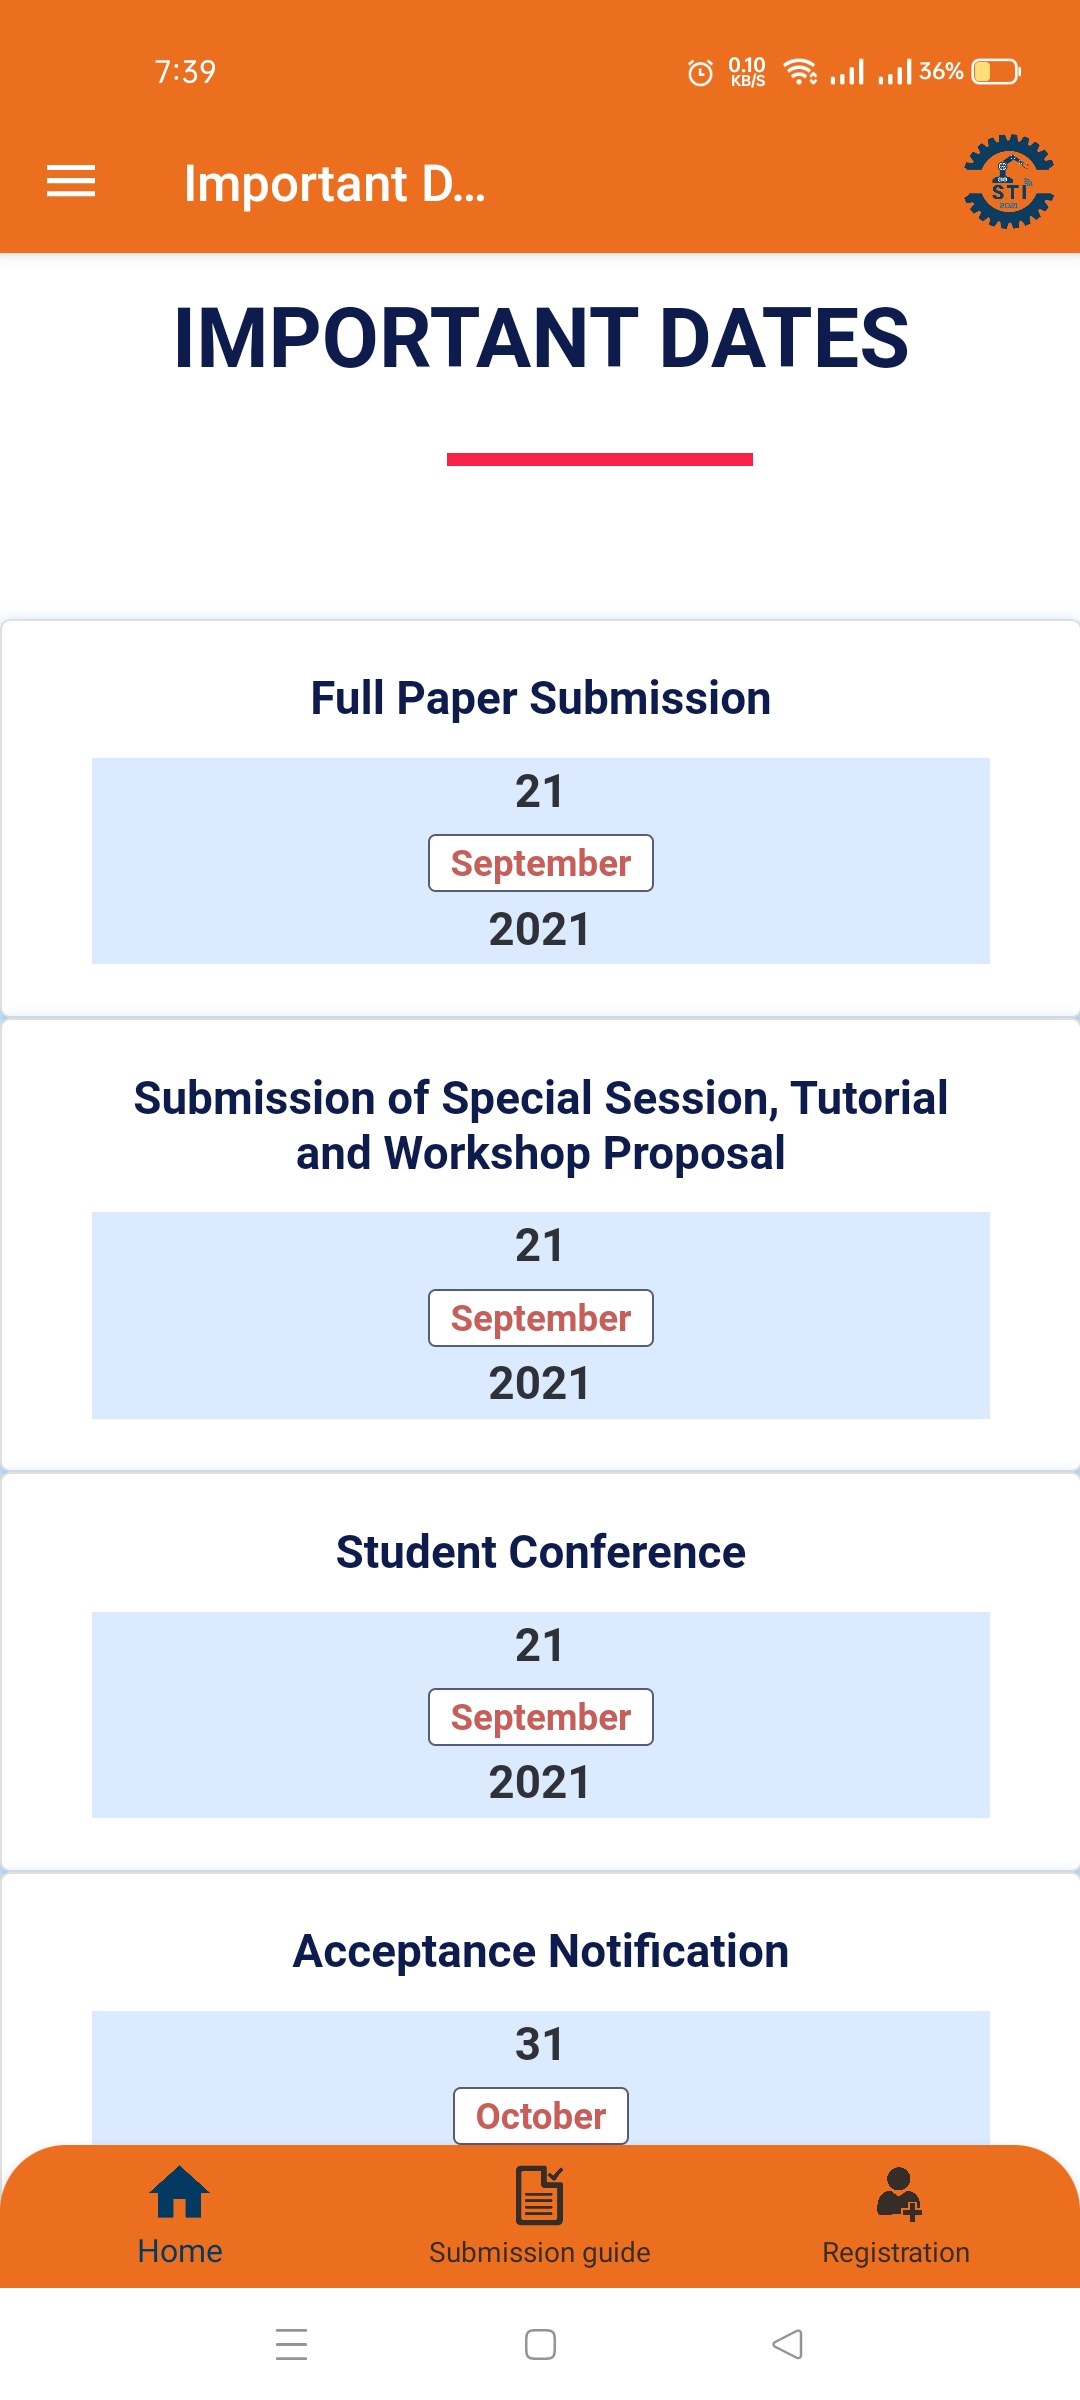 7:39
0.10
KB/S
36%
Important D...
STI
2021
IMPORTANT DATES
Full Paper Submission
21
September
2021
Submission of Special Session, Tutorial
and Workshop Proposal
21
September
2021
Student Conference
21
September
2021
Acceptance Notification
31
October
Home
Submission guide
Registration